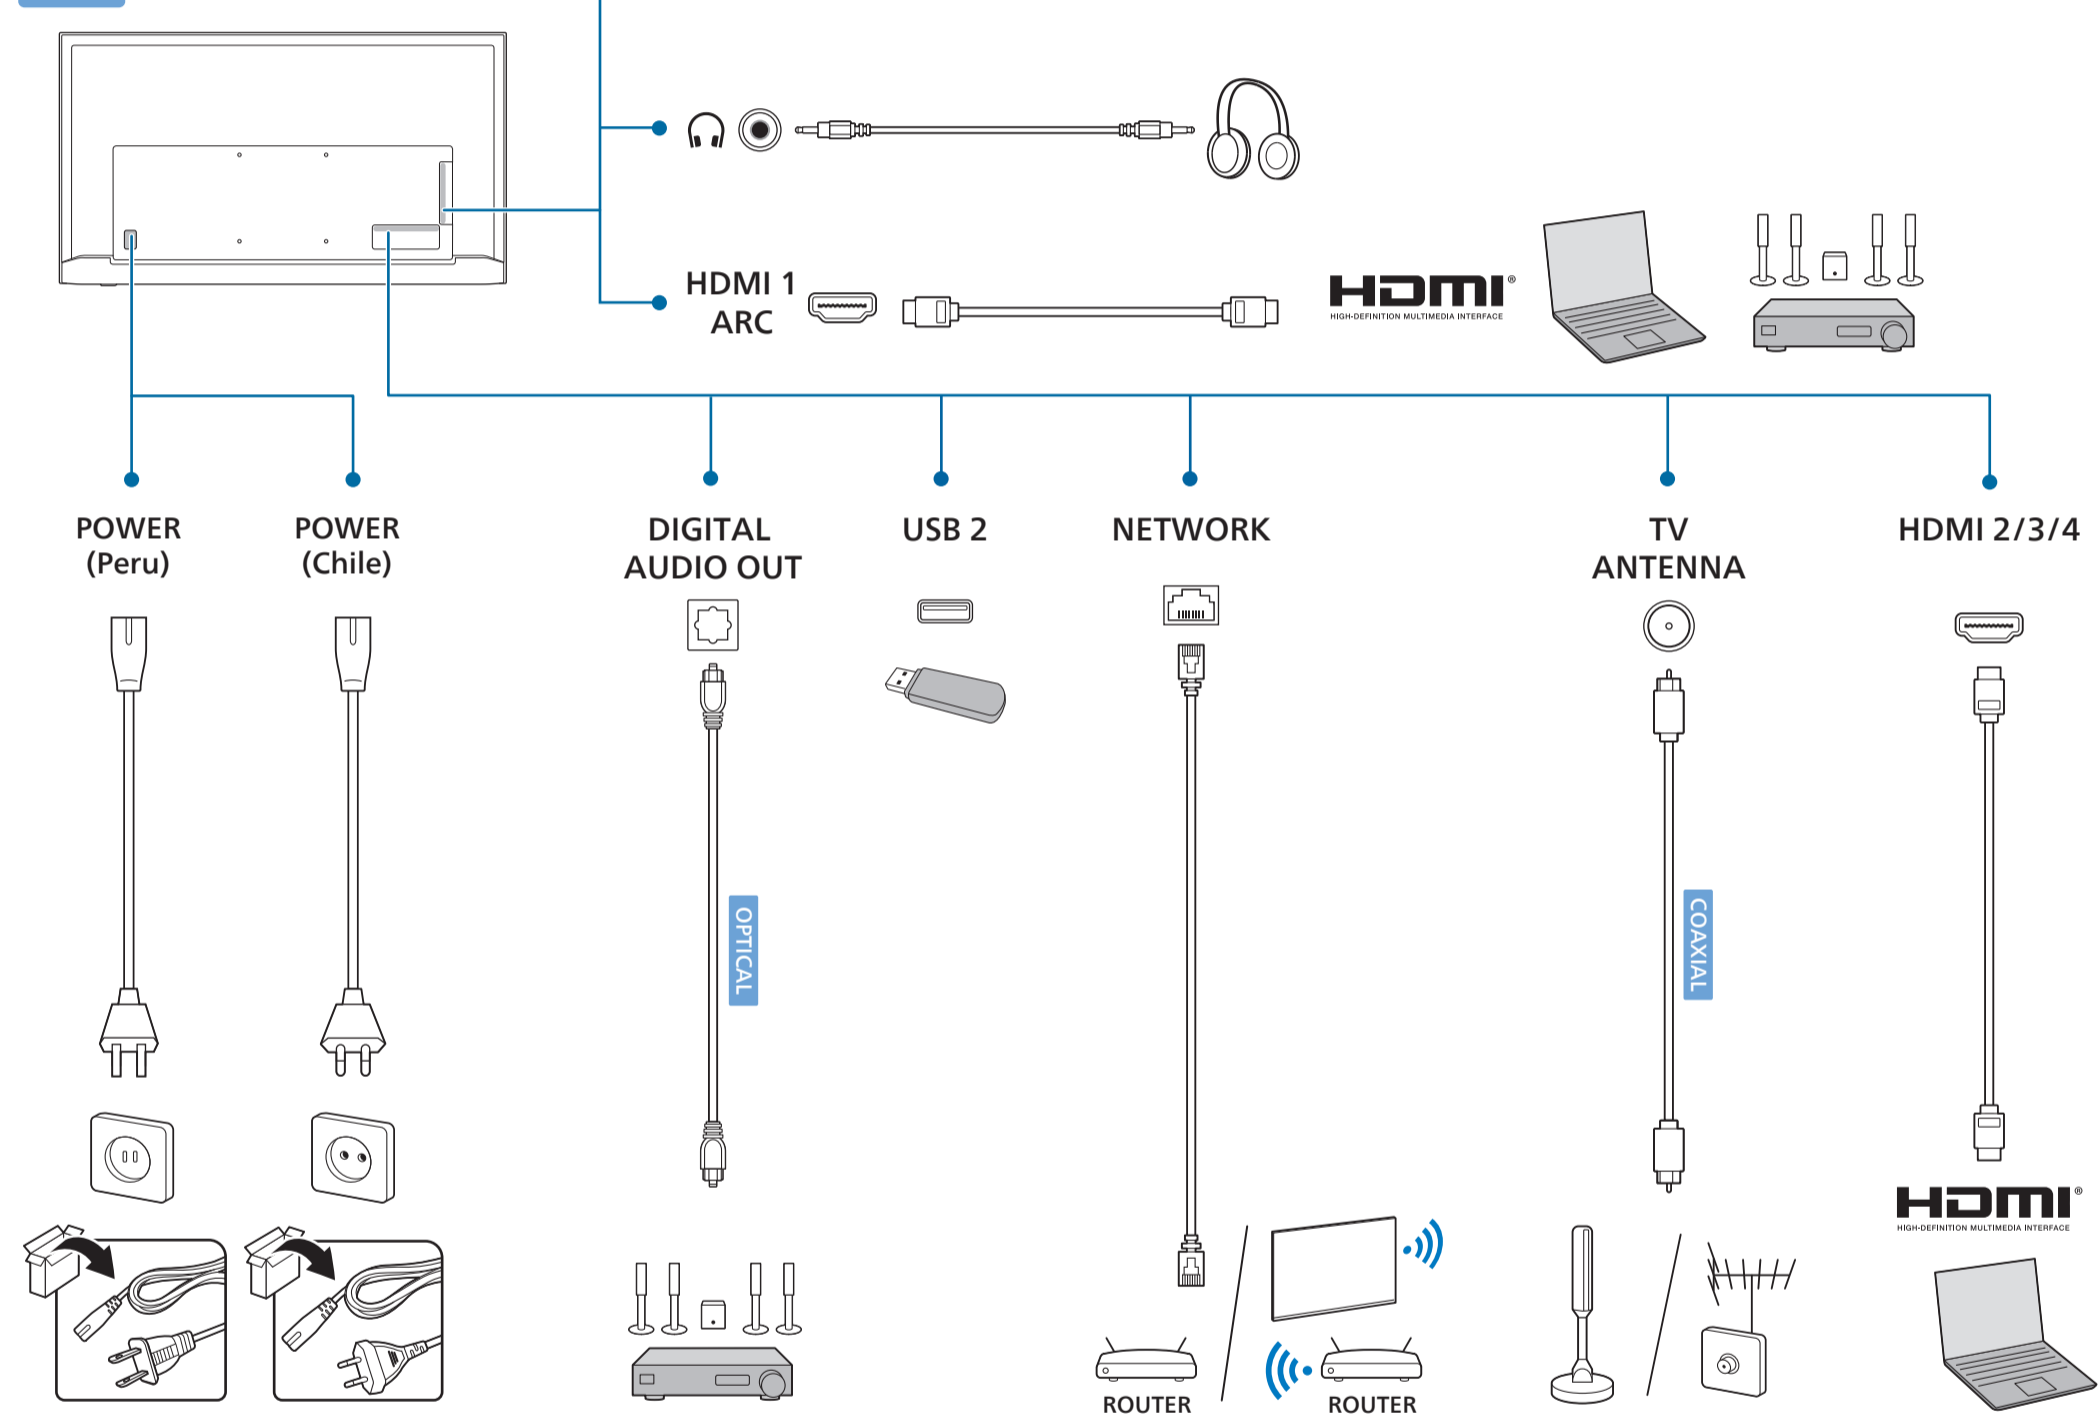 HDMI 1
ARC
HDMI®
HIGH-DEFINITION MULTIMEDIA INTERFACE
POWER
(Peru)
POWER
(Chile)
DIGITAL
AUDIO OUT
USB 2
NETWORK
TV
ANTENNA
HDMI 2/3/4
OPTICAL
COAXIAL
HDMI®
HIGH-DEFINITION MULTIMEDIA INTERFACE
ROUTER
ROUTER